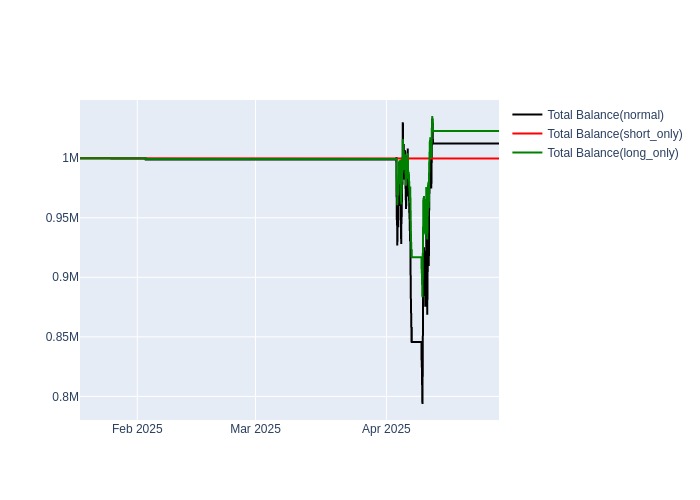 Total Balance(normal)
Total Balance(short_only)
Total Balance(long_only)
1M
0.95M
0.9M
0.85M
0.8M
Feb 2025
Mar 2025
Apr 2025